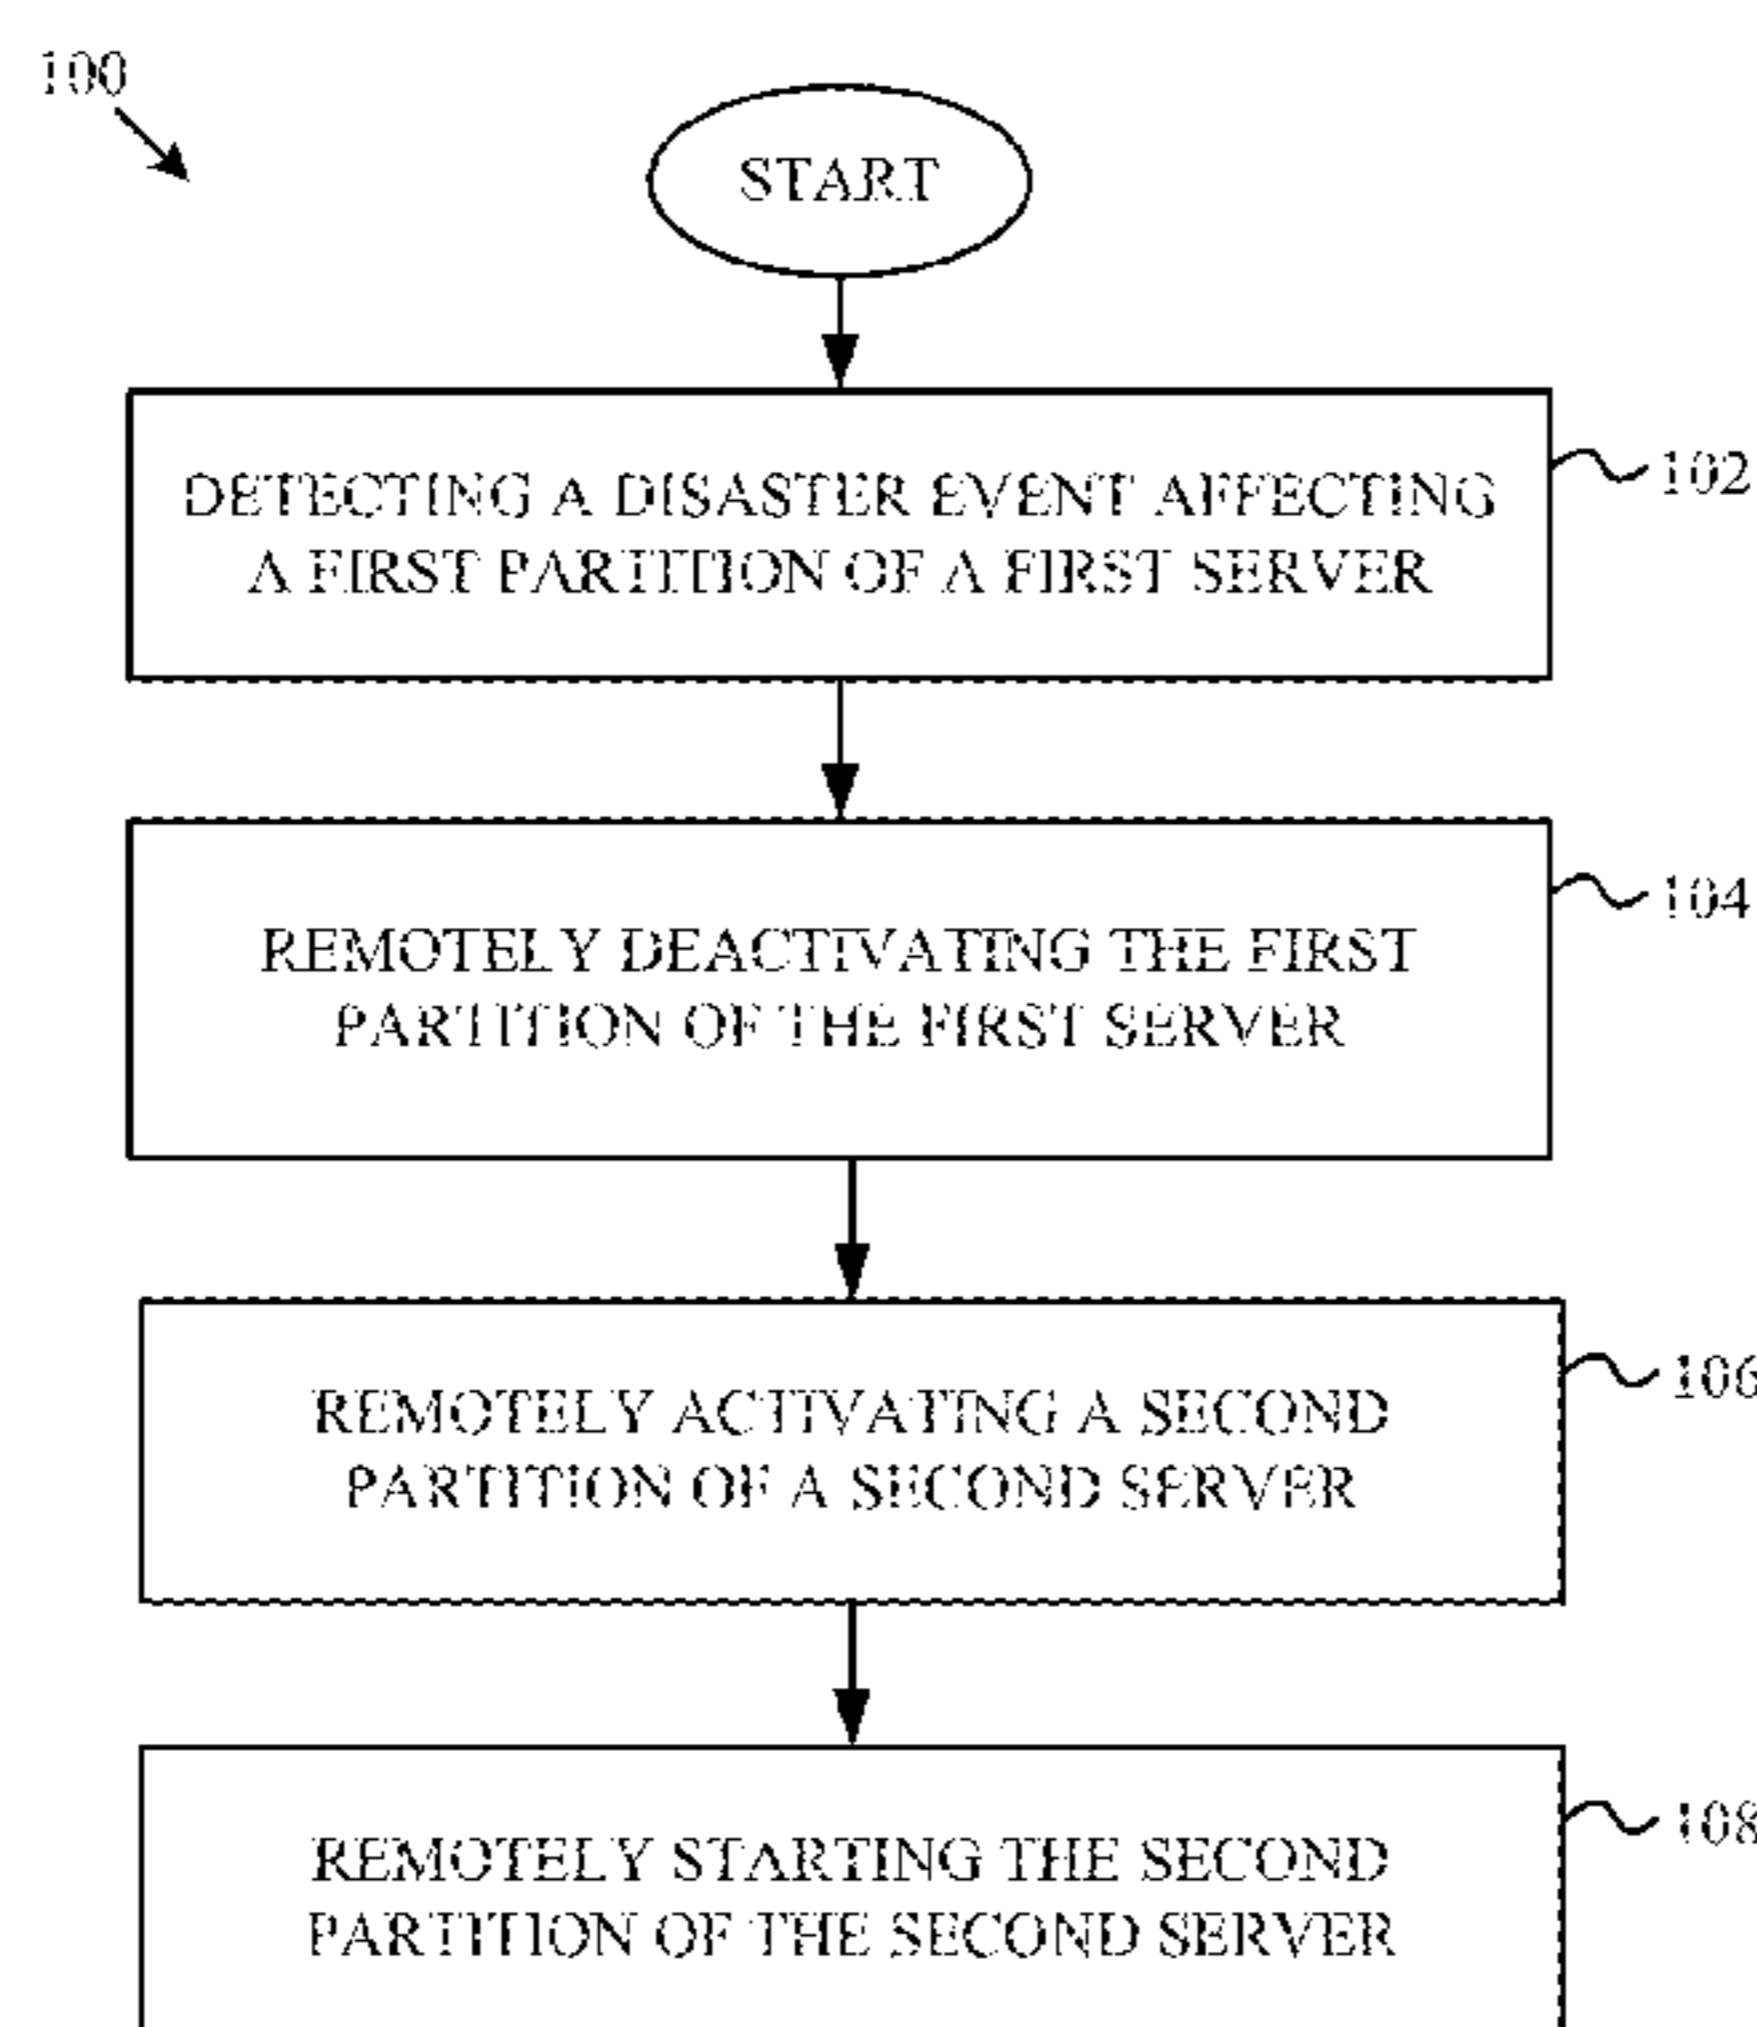 100
START
DETECTING A DISASTER EVENT AFFECTING
A FIRST PARTITION OF A FIRST SERVER
102
REMOTELY DEACTIVATING THE FIRST
PARTITION OF THE FIRST SERVER
104
REMOTELY ACTIVATING A SECOND
PARTITION OF A SECOND SERVER
106
REMOTELY STARTING THE SECOND
PARTITION OF THE SECOND SERVER
108